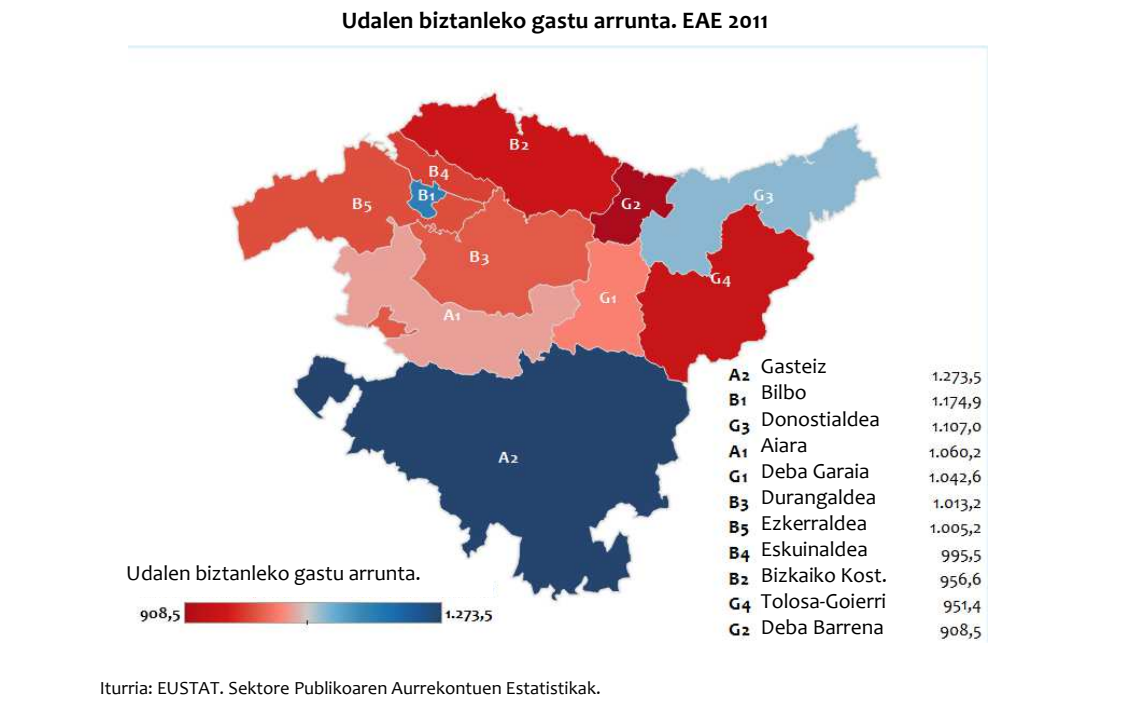 Udalen biztanleko gastu arrunta. EAE 2011
B2
B4
B1
B5
G2
G3
B3
G4
G1
A1
A2
A2 Gasteiz 1.273,5
B1 Bilbo 1.174,9
G3 Donostialdea 1.107,0
A1 Aiara 1.060,2
G1 Deba Garaia 1.042,6
B3 Durangaldea 1.013,2
B5 Ezkerraldea 1.005,2
B4 Eskuinaldea 995,5
B2 Bizkaiko Kost. 956,6
G4 Tolosa-Goierri 951,4
G2 Deba Barrena 908,5
Udalen biztanleko gastu arrunta.
908,5 1.273,5
Iturria: EUSTAT. Sektore Publikoaren Aurrekontuen Estatistikak.